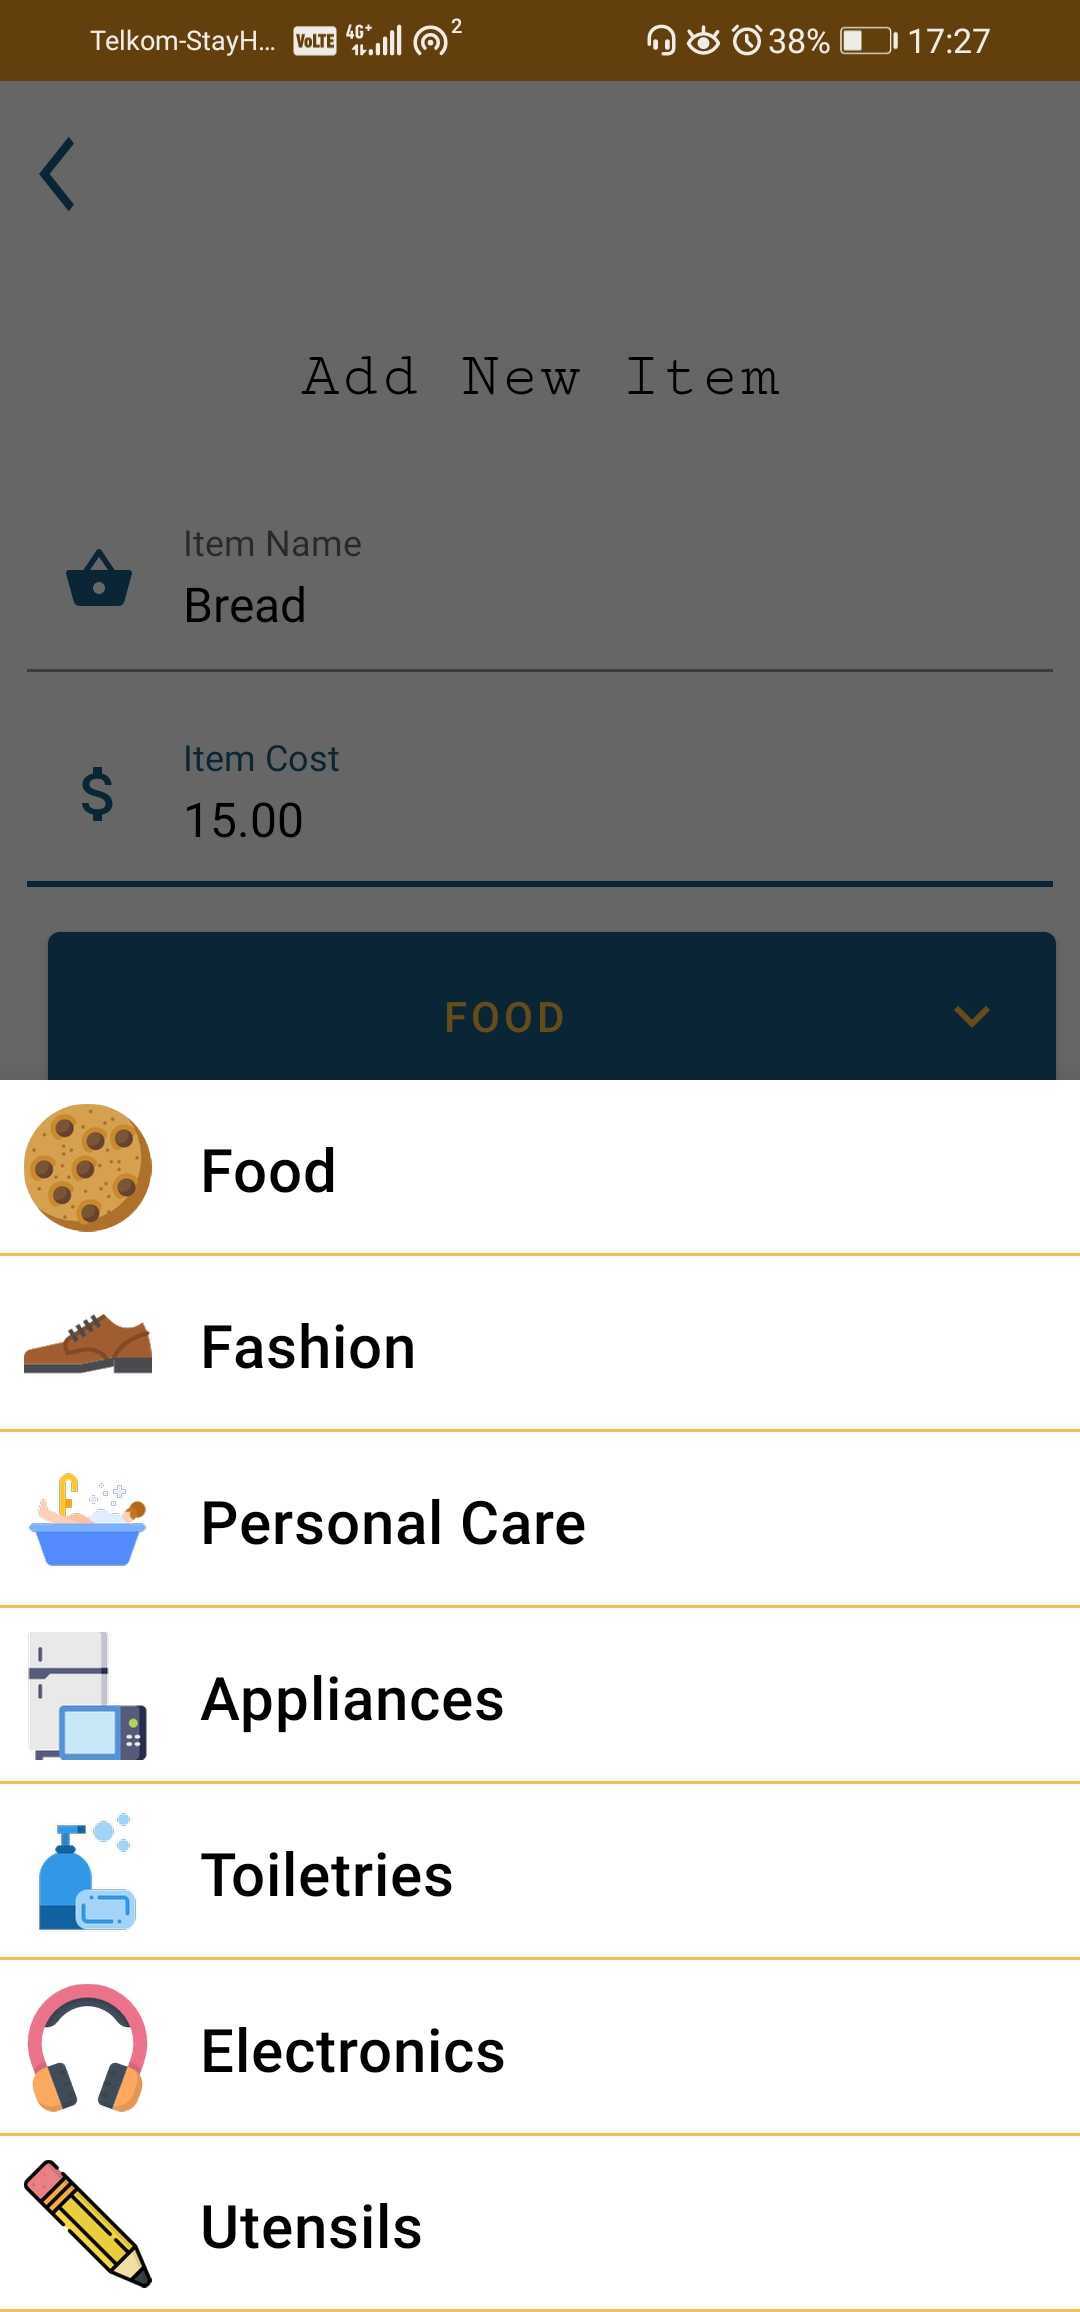 Telkom-StayH... VoLTE 4G+ 2 38% 17:27
Add New Item
Item Name
Bread
$ Item Cost
15.00
FOOD
Food
Fashion
Personal Care
Appliances
Toiletries
Electronics
Utensils